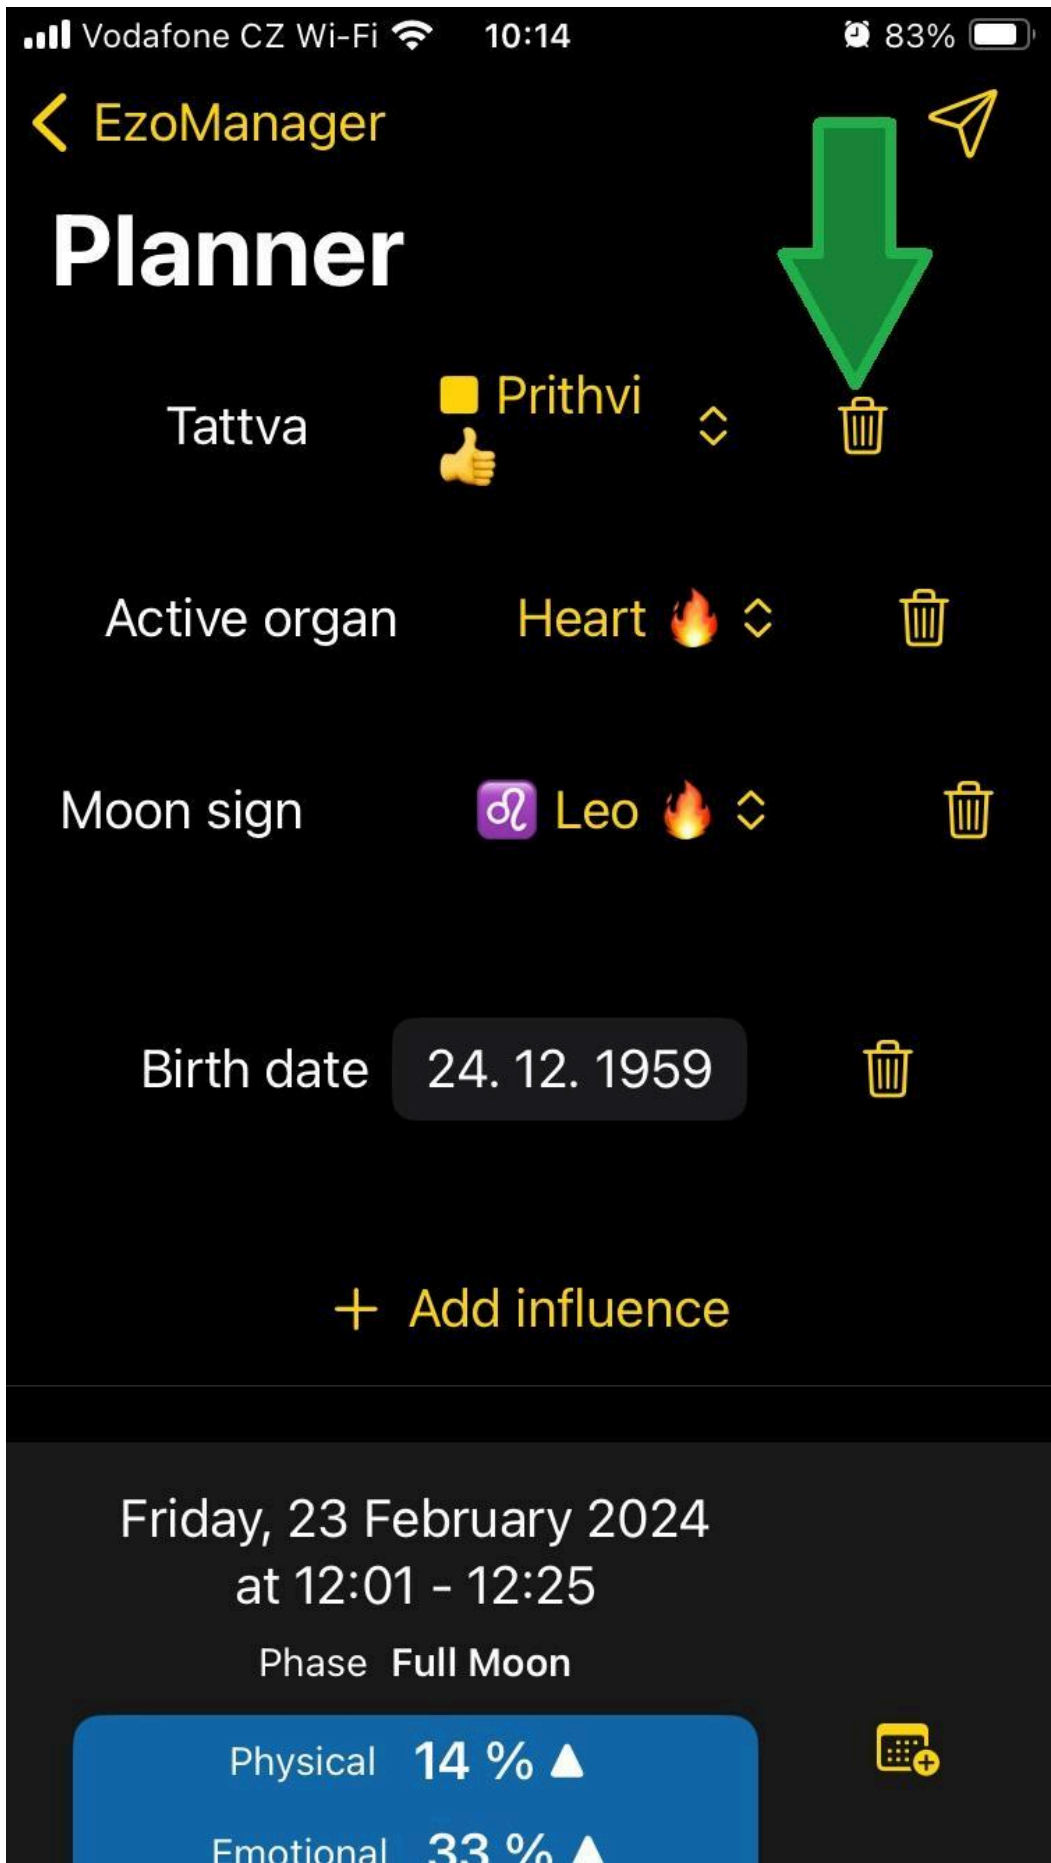 Vodafone CZ Wi-Fi 10:14 83%
EzoManager
Planner
Tattva Prithvi
Active organ Heart
Moon sign Leo
Birth date 24. 12. 1959
+ Add influence
Friday, 23 February 2024
at 12:01 - 12:25
Phase Full Moon
Physical 14 %
Emotional 33 %